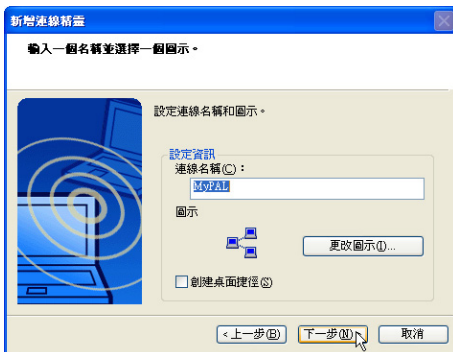 新增連線精靈
輸入一個名稱並選擇一個圖示。
設定連線名稱和圖示。
設定資訊
連線名稱(C)：
MyPAL
圖示
更改圖示(I)...
創建桌面捷徑(S)
<上一步(B) 下一步(N)> 取消